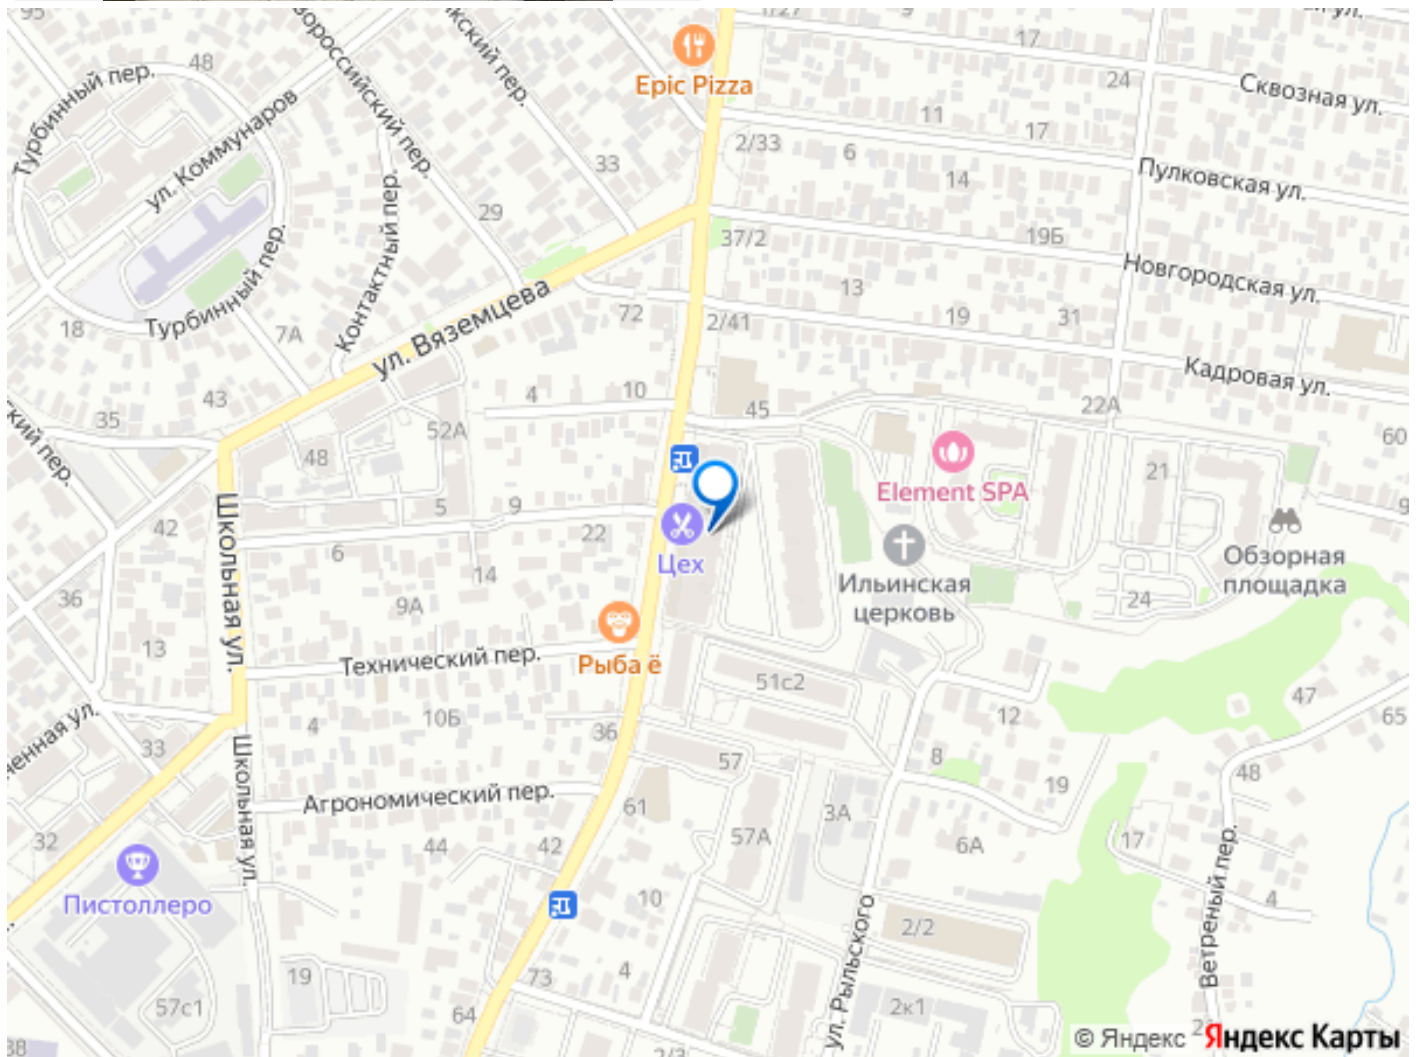 95
48
Турбинный пер.
ул. Коммунаров
Epic Pizza
17
24
Сквозная ул.
11
17
2/33
6
14
Пулковская ул.
33
29
Контактный пер.
37/2
19Б
Новгородская ул.
Турбинный пер.
18
7А
ул. Вяземцева
72
2/41
13
19
31
Кадровая ул.
35
43
4
10
45
22А
60
52А
48
Element SPA
21
42
Школьная ул.
5
9
22
6
14
Цех
Ильинская
церковь
Обзорная
площадка
24
36
9А
13
Технический пер.
Рыба ё
51с2
47
65
4
10Б
36
12
33
57
8
19
48
Школьная ул.
Агрономический пер.
61
3А
32
44
42
57А
6А
17
Ветреный пер.
4
Пистоллеро
10
ул. Рыльского
2/2
19
73
4
57с1
64
2к1
38
2/3
© Яндекс
Яндекс Карты